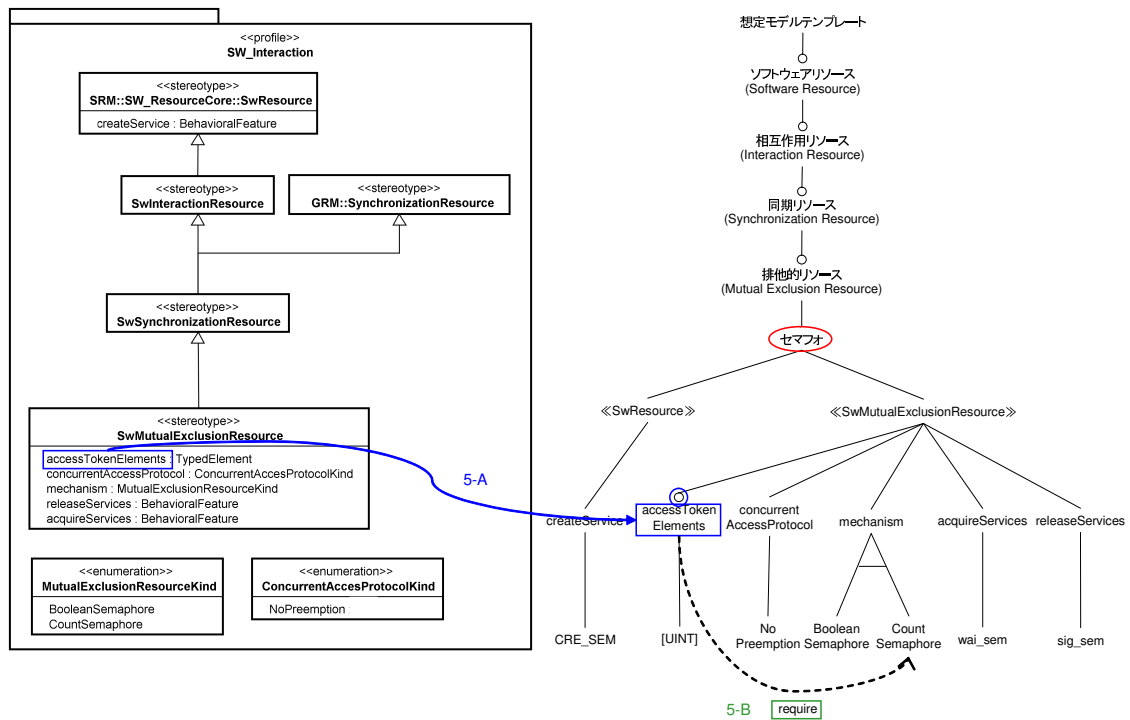 <<profile>>
SW_Interaction
<<stereotype>>
SRM::SW_ResourceCore::SwResource
createService : BehavioralFeature
<<stereotype>>
SwInteractionResource
<<stereotype>>
GRM::SynchronizationResource
<<stereotype>>
SwSynchronizationResource
<<stereotype>>
SwMutualExclusionResource
accessTokenElements : TypedElement
concurrentAccessProtocol : ConcurrentAccesProtocolKind
mechanism : MutualExclusionResourceKind
releaseServices : BehavioralFeature
acquireServices : BehavioralFeature
<<enumeration>>
MutualExclusionResourceKind
BooleanSemaphore
CountSemaphore
<<enumeration>>
ConcurrentAccesProtocolKind
NoPreemption
5-A
想定モデルテンプレート
ソフトウェアリソース
(Software Resource)
相互作用リソース
(Interaction Resource)
同期リソース
(Synchronization Resource)
排他的リソース
(Mutual Exclusion Resource)
セマフォ
≪SwResource≫
≪SwMutualExclusionResource≫
createService
accessToken
Elements
concurrent
AccessProtocol
mechanism
acquireServices
releaseServices
CRE_SEM
[UINT]
No
Preemption
Boolean
Semaphore
Count
Semaphore
wai_sem
sig_sem
5-B
require